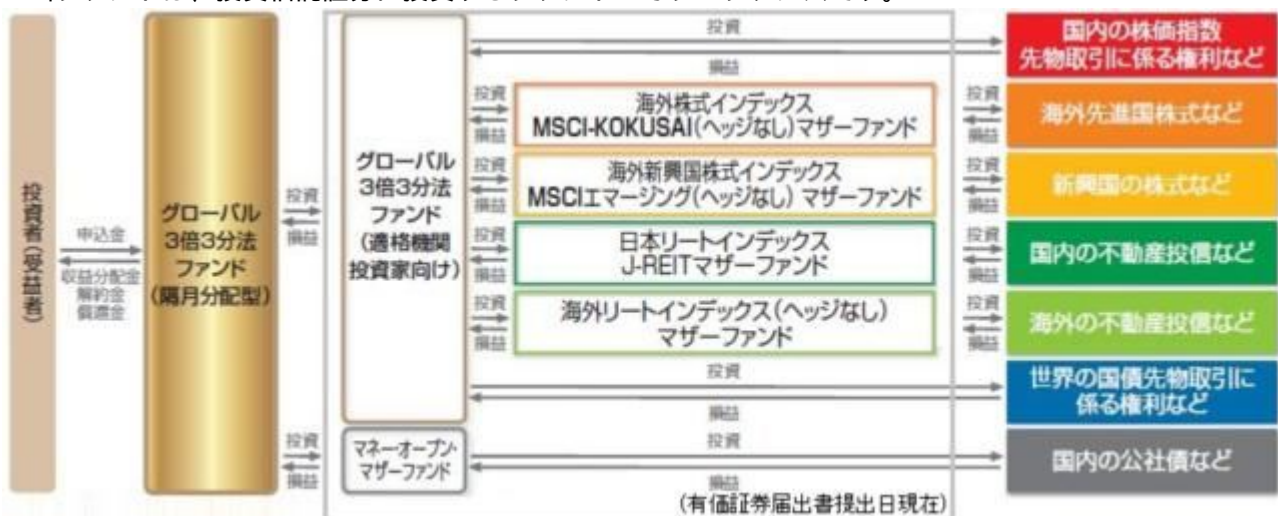 投資者(受益者)
申込金
収益分配金
解約金
償還金
グローバル
3倍3分法
ファンド
(隔月分配型)
投資
損益
投資
損益
グローバル
3倍3分法
ファンド
(適格機関
投資家向け)
マネー・オープン・
マザーファンド
投資
損益
国内の株価指数
先物取引に係る権利など
投資
損益
海外株式インデックス
MSCI-KOKUSAI(ヘッジなし)マザーファンド
投資
損益
海外先進国株式など
投資
損益
海外新興国株式インデックス
MSCIエマージング(ヘッジなし) マザーファンド
投資
損益
新興国の株式など
投資
損益
日本リートインデックス
J-REITマザーファンド
投資
損益
国内の不動産投信など
投資
損益
海外リートインデックス(ヘッジなし)
マザーファンド
投資
損益
海外の不動産投信など
投資
損益
世界の国債先物取引に
係る権利など
投資
損益
国内の公社債など
(有価証券届出書提出日現在)